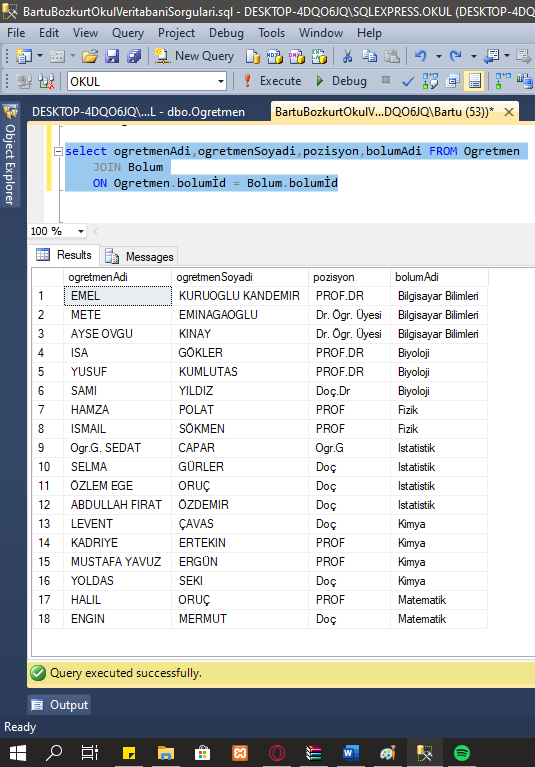 BartuBozkurtOkulVeritabaniSorgulari.sql - DESKTOP-4DQO6JQ\SQLEXPRESS.OKUL (DESKTOP-4D
File Edit View Query Project Debug Tools Window Help
New Query
OKUL Execute Debug
DESKTOP-4DQO6JQ\...L - dbo.Ogretmen BartuBozkurtOkulV...DQO6JQ\Bartu (53))*
Object Explorer
select ogretmenAdi,ogretmenSoyadi,pozisyon,bolumAdi FROM Ogretmen
JOIN Bolum
ON Ogretmen.bolumİd = Bolum.bolumİd
100 %
Results Messages
ogretmenAdi ogretmenSoyadi pozisyon bolumAdi
1 EMEL KURUOGLU KANDEMIR PROF.DR Bilgisayar Bilimleri
2 METE EMINAGAOGLU Dr. Ögr. Üyesi Bilgisayar Bilimleri
3 AYSE OVGU KINAY Dr. Ögr. Üyesi Bilgisayar Bilimleri
4 ISA GÖKLER PROF.DR Biyoloji
5 YUSUF KUMLUTAS PROF.DR Biyoloji
6 SAMI YILDIZ Doç.Dr Biyoloji
7 HAMZA POLAT PROF Fizik
8 ISMAIL SÖKMEN PROF Fizik
9 Ogr.G. SEDAT CAPAR Ogr.G Istatistik
10 SELMA GÜRLER Doç Istatistik
11 ÖZLEM EGE ORUÇ Doç Istatistik
12 ABDULLAH FIRAT ÖZDEMIR Doç Istatistik
13 LEVENT ÇAVAS Doç Kimya
14 KADRIYE ERTEKIN PROF Kimya
15 MUSTAFA YAVUZ ERGÜN PROF Kimya
16 YOLDAS SEKI Doç Kimya
17 HALIL ORUÇ PROF Matematik
18 ENGIN MERMUT Doç Matematik
Query executed successfully.
Output
Ready